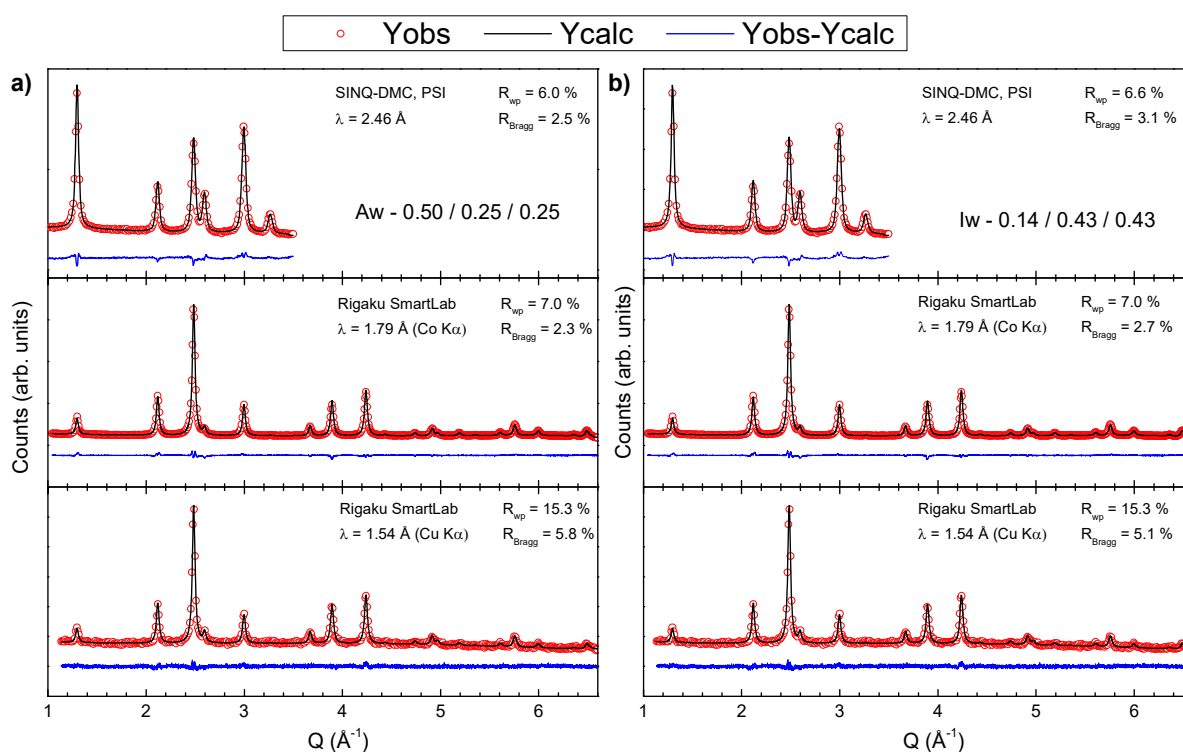 Yobs Ycalc Yobs-Ycalc
a)
SINQ-DMC, PSI R_wp = 6.0 %
λ = 2.46 Å R_Bragg = 2.5 %
Aw - 0.50 / 0.25 / 0.25
Rigaku SmartLab R_wp = 7.0 %
λ = 1.79 Å (Co Kα) R_Bragg = 2.3 %
Rigaku SmartLab R_wp = 15.3 %
λ = 1.54 Å (Cu Kα) R_Bragg = 5.8 %
Counts (arb. units)
1 2 3 4 5 6
Q (Å⁻¹)
b)
SINQ-DMC, PSI R_wp = 6.6 %
λ = 2.46 Å R_Bragg = 3.1 %
Iw - 0.14 / 0.43 / 0.43
Rigaku SmartLab R_wp = 7.0 %
λ = 1.79 Å (Co Kα) R_Bragg = 2.7 %
Rigaku SmartLab R_wp = 15.3 %
λ = 1.54 Å (Cu Kα) R_Bragg = 5.1 %
Counts (arb. units)
1 2 3 4 5 6
Q (Å⁻¹)